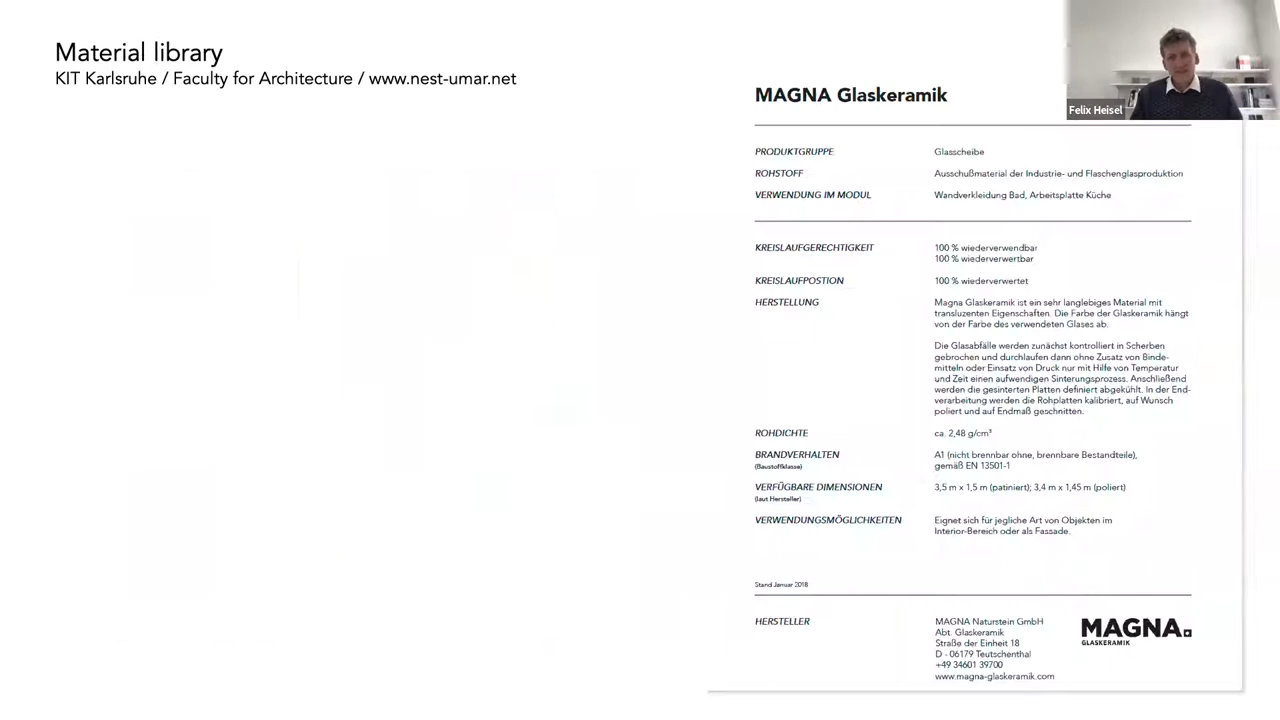 Material library
KIT Karlsruhe / Faculty for Architecture / www.nest-umar.net
Felix Heisel
MAGNA Glaskeramik
PRODUKTGRUPPE Glasscheibe
ROHSTOFF Ausschußmaterial der Industrie- und Flaschenglasproduktion
VERWENDUNG IM MODUL Wandverkleidung Bad, Arbeitsplatte Küche
KREISLAUFGERECHTIGKEIT 100 % wiederverwendbar
100 % wiederverwertbar
KREISLAUFPOSTION 100 % wiederverwertet
HERSTELLUNG Magna Glaskeramik ist ein sehr langlebiges Material mit
transluzenten Eigenschaften. Die Farbe der Glaskeramik hängt
von der Farbe des verwendeten Glases ab.
Die Glasabfälle werden zunächst kontrolliert in Scherben
gebrochen und durchlaufen dann ohne Zusatz von Binde-
mitteln oder Einsatz von Druck nur mit Hilfe von Temperatur
und Zeit einen aufwendigen Sinterungsprozess. Anschließend
werden die gesinterten Platten definiert abgekühlt. In der End-
verarbeitung werden die Rohplatten kalibriert, auf Wunsch
poliert und auf Endmaß geschnitten.
ROHDICHTE ca. 2,48 g/cm³
BRANDVERHALTEN A1 (nicht brennbar ohne, brennbare Bestandteile),
(Baustoffklasse) gemäß EN 13501-1
VERFÜGBARE DIMENSIONEN 3,5 m x 1,5 m (patiniert); 3,4 m x 1,45 m (poliert)
(laut Hersteller)
VERWENDUNGSMÖGLICHKEITEN Eignet sich für jegliche Art von Objekten im
Interior-Bereich oder als Fassade.
Stand Januar 2018
HERSTELLER MAGNA Naturstein GmbH
Abt. Glaskeramik
Straße der Einheit 18
D - 06179 Teutschenthal
+49 34601 39700
www.magna-glaskeramik.com
MAGNA
GLASKERAMIK